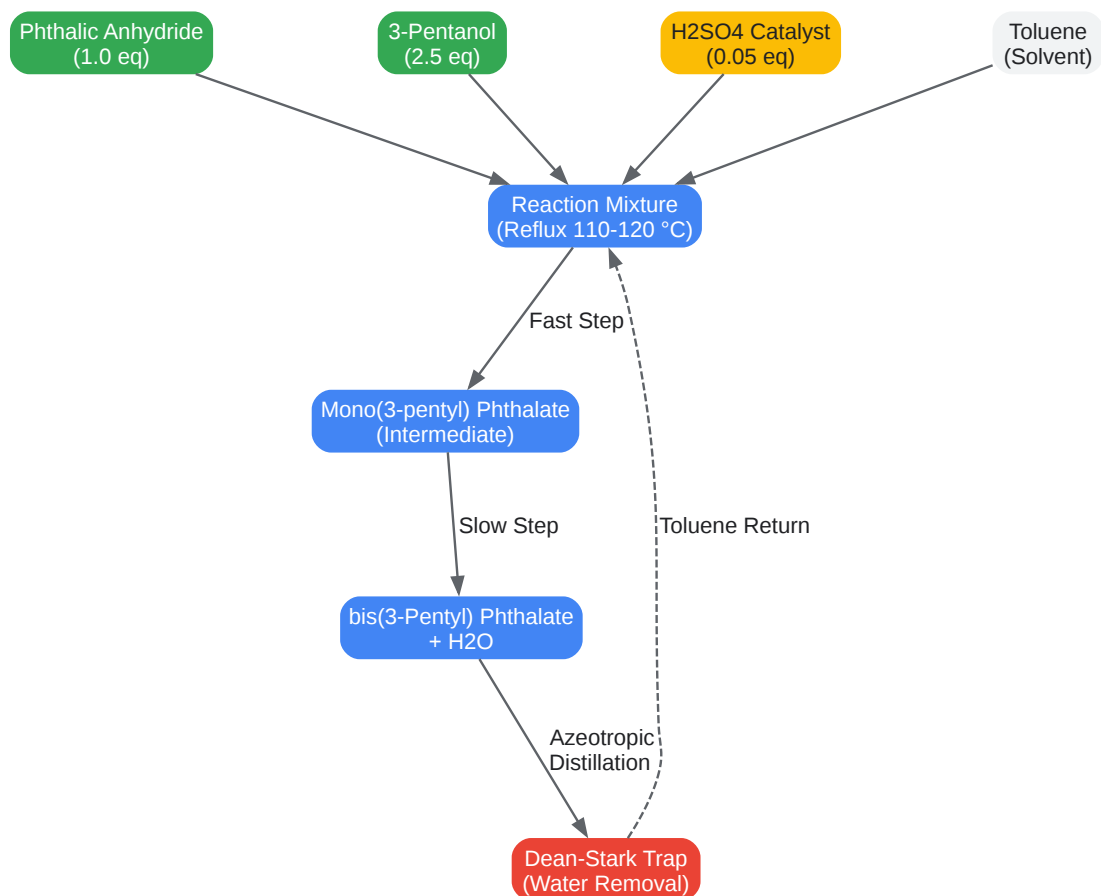 Phthalic Anhydride
(1.0 eq)
3-Pentanol
(2.5 eq)
H2SO4 Catalyst
(0.05 eq)
Toluene
(Solvent)
Reaction Mixture
(Reflux 110-120 °C)
Fast Step
Mono(3-pentyl) Phthalate
(Intermediate)
Slow Step
Toluene Return
bis(3-Pentyl) Phthalate
+ H2O
Azeotropic
Distillation
Dean-Stark Trap
(Water Removal)